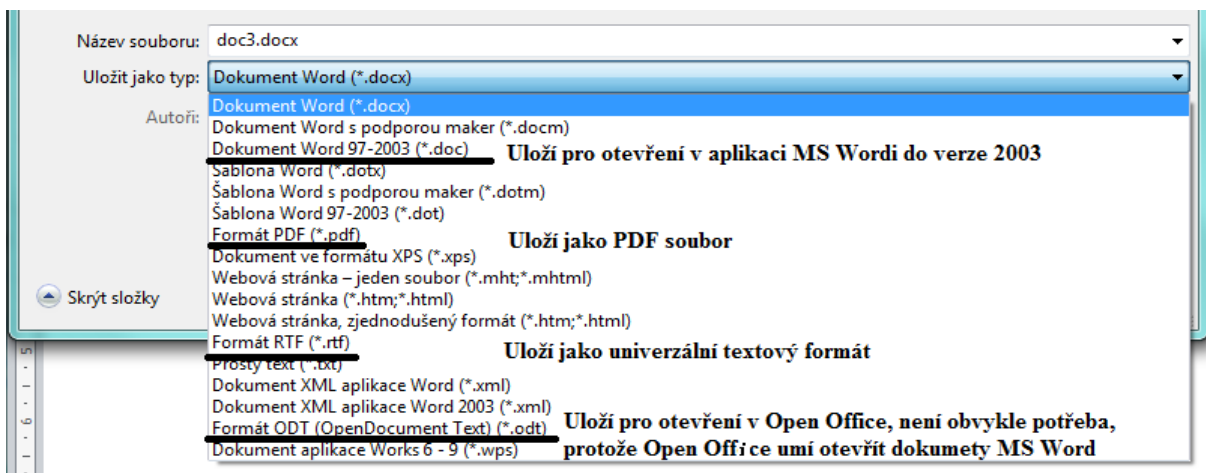 Název souboru: doc3.docx
Uložit jako typ: Dokument Word (*.docx)
Autoři:
Dokument Word (*.docx)
Dokument Word s podporou maker (*.docm)
Dokument Word 97-2003 (*.doc) Uloží pro otevření v aplikaci MS Wordi do verze 2003
Šablona Word (*.dotx)
Šablona Word s podporou maker (*.dotm)
Šablona Word 97-2003 (*.dot)
Formát PDF (*.pdf) Uloží jako PDF soubor
Dokument ve formátu XPS (*.xps)
Webová stránka – jeden soubor (*.mht;*.mhtml)
Skrýt složky Webová stránka (*.htm;*.html)
Webová stránka, zjednodušený formát (*.htm;*.html)
Formát RTF (*.rtf) Uloží jako univerzální textový formát
Prostý text (*.txt)
Dokument XML aplikace Word (*.xml)
Dokument XML aplikace Word 2003 (*.xml)
Formát ODT (OpenDocument Text) (*.odt) Uloží pro otevření v Open Office, není obvykle potřeba,
Dokument aplikace Works 6 - 9 (*.wps) protože Open Office umí otevřít dokumety MS Word
5
6